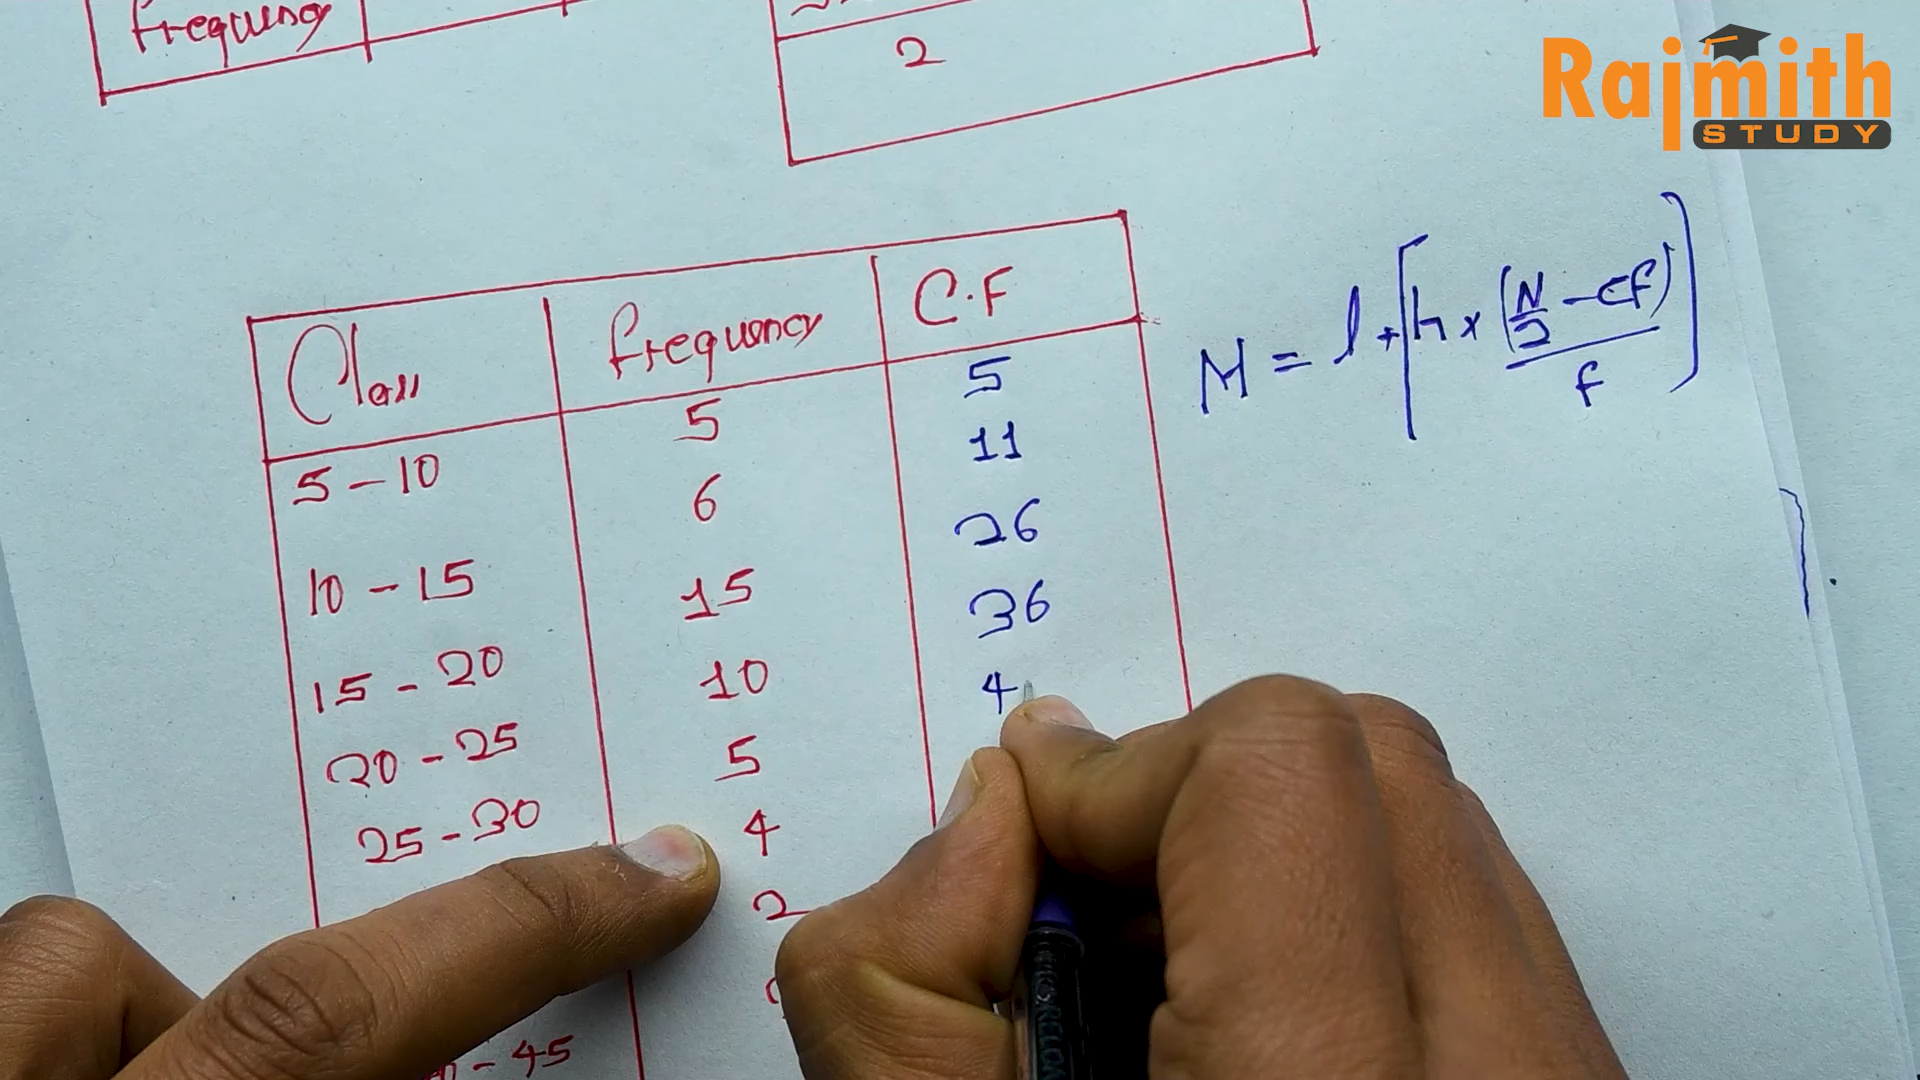 Rajmith
STUDY
frequency
2
Class frequency C.F
5-10 5 5
10-15 6 11
15-20 15 26
20-25 10 36
25-30 5 4
4
2
- 45
M = l + [h × (N/2 - cf)/f]